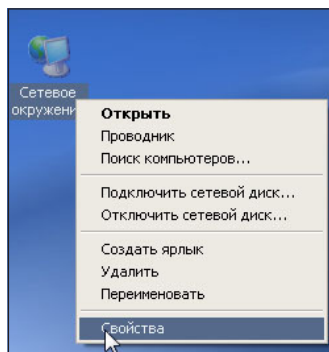 Сетевое
окружени
Открыть
Проводник
Поиск компьютеров...
Подключить сетевой диск...
Отключить сетевой диск...
Создать ярлык
Удалить
Переименовать
Свойства